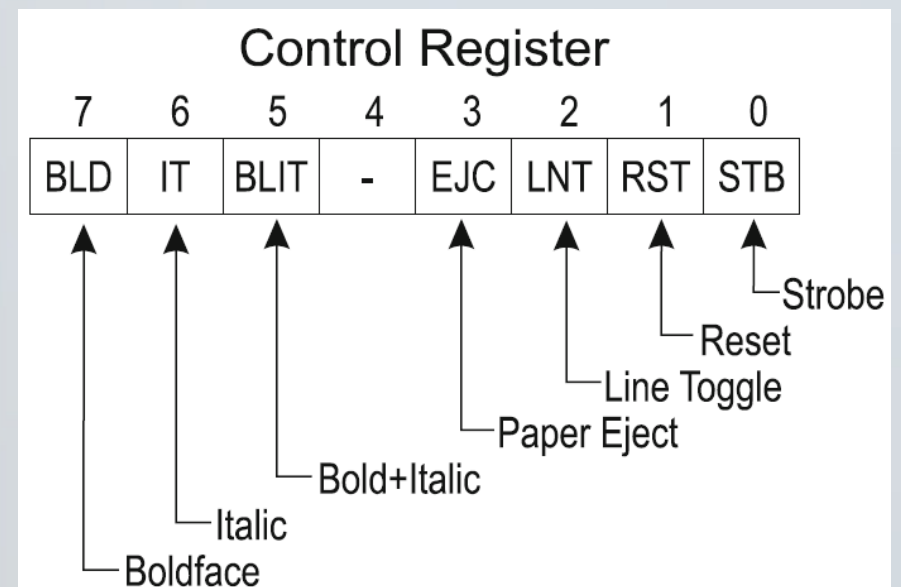 Control Register
7 6 5 4 3 2 1 0
BLD IT BLIT - EJC LNT RST STB
Strobe
Reset
Line Toggle
Paper Eject
Bold+Italic
Italic
Boldface